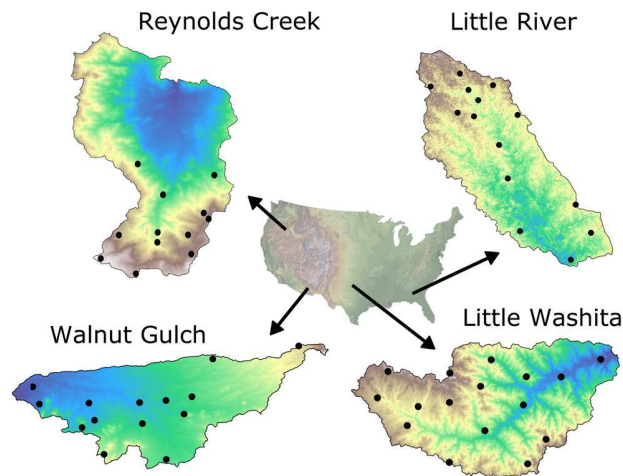 Reynolds Creek
Little River
Walnut Gulch
Little Washita